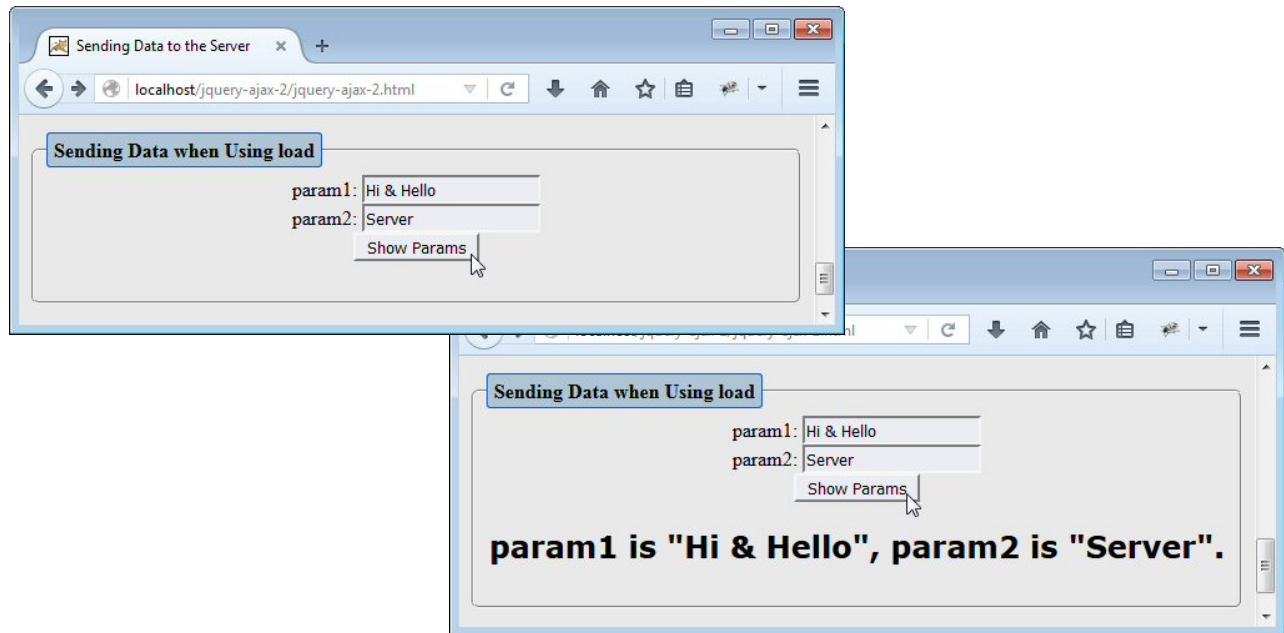 Sending Data to the Server
localhost/jquery-ajax-2/jquery-ajax-2.html
Sending Data when Using load
param1: Hi & Hello
param2: Server
Show Params
Sending Data when Using load
param1: Hi & Hello
param2: Server
Show Params
param1 is "Hi & Hello", param2 is "Server".